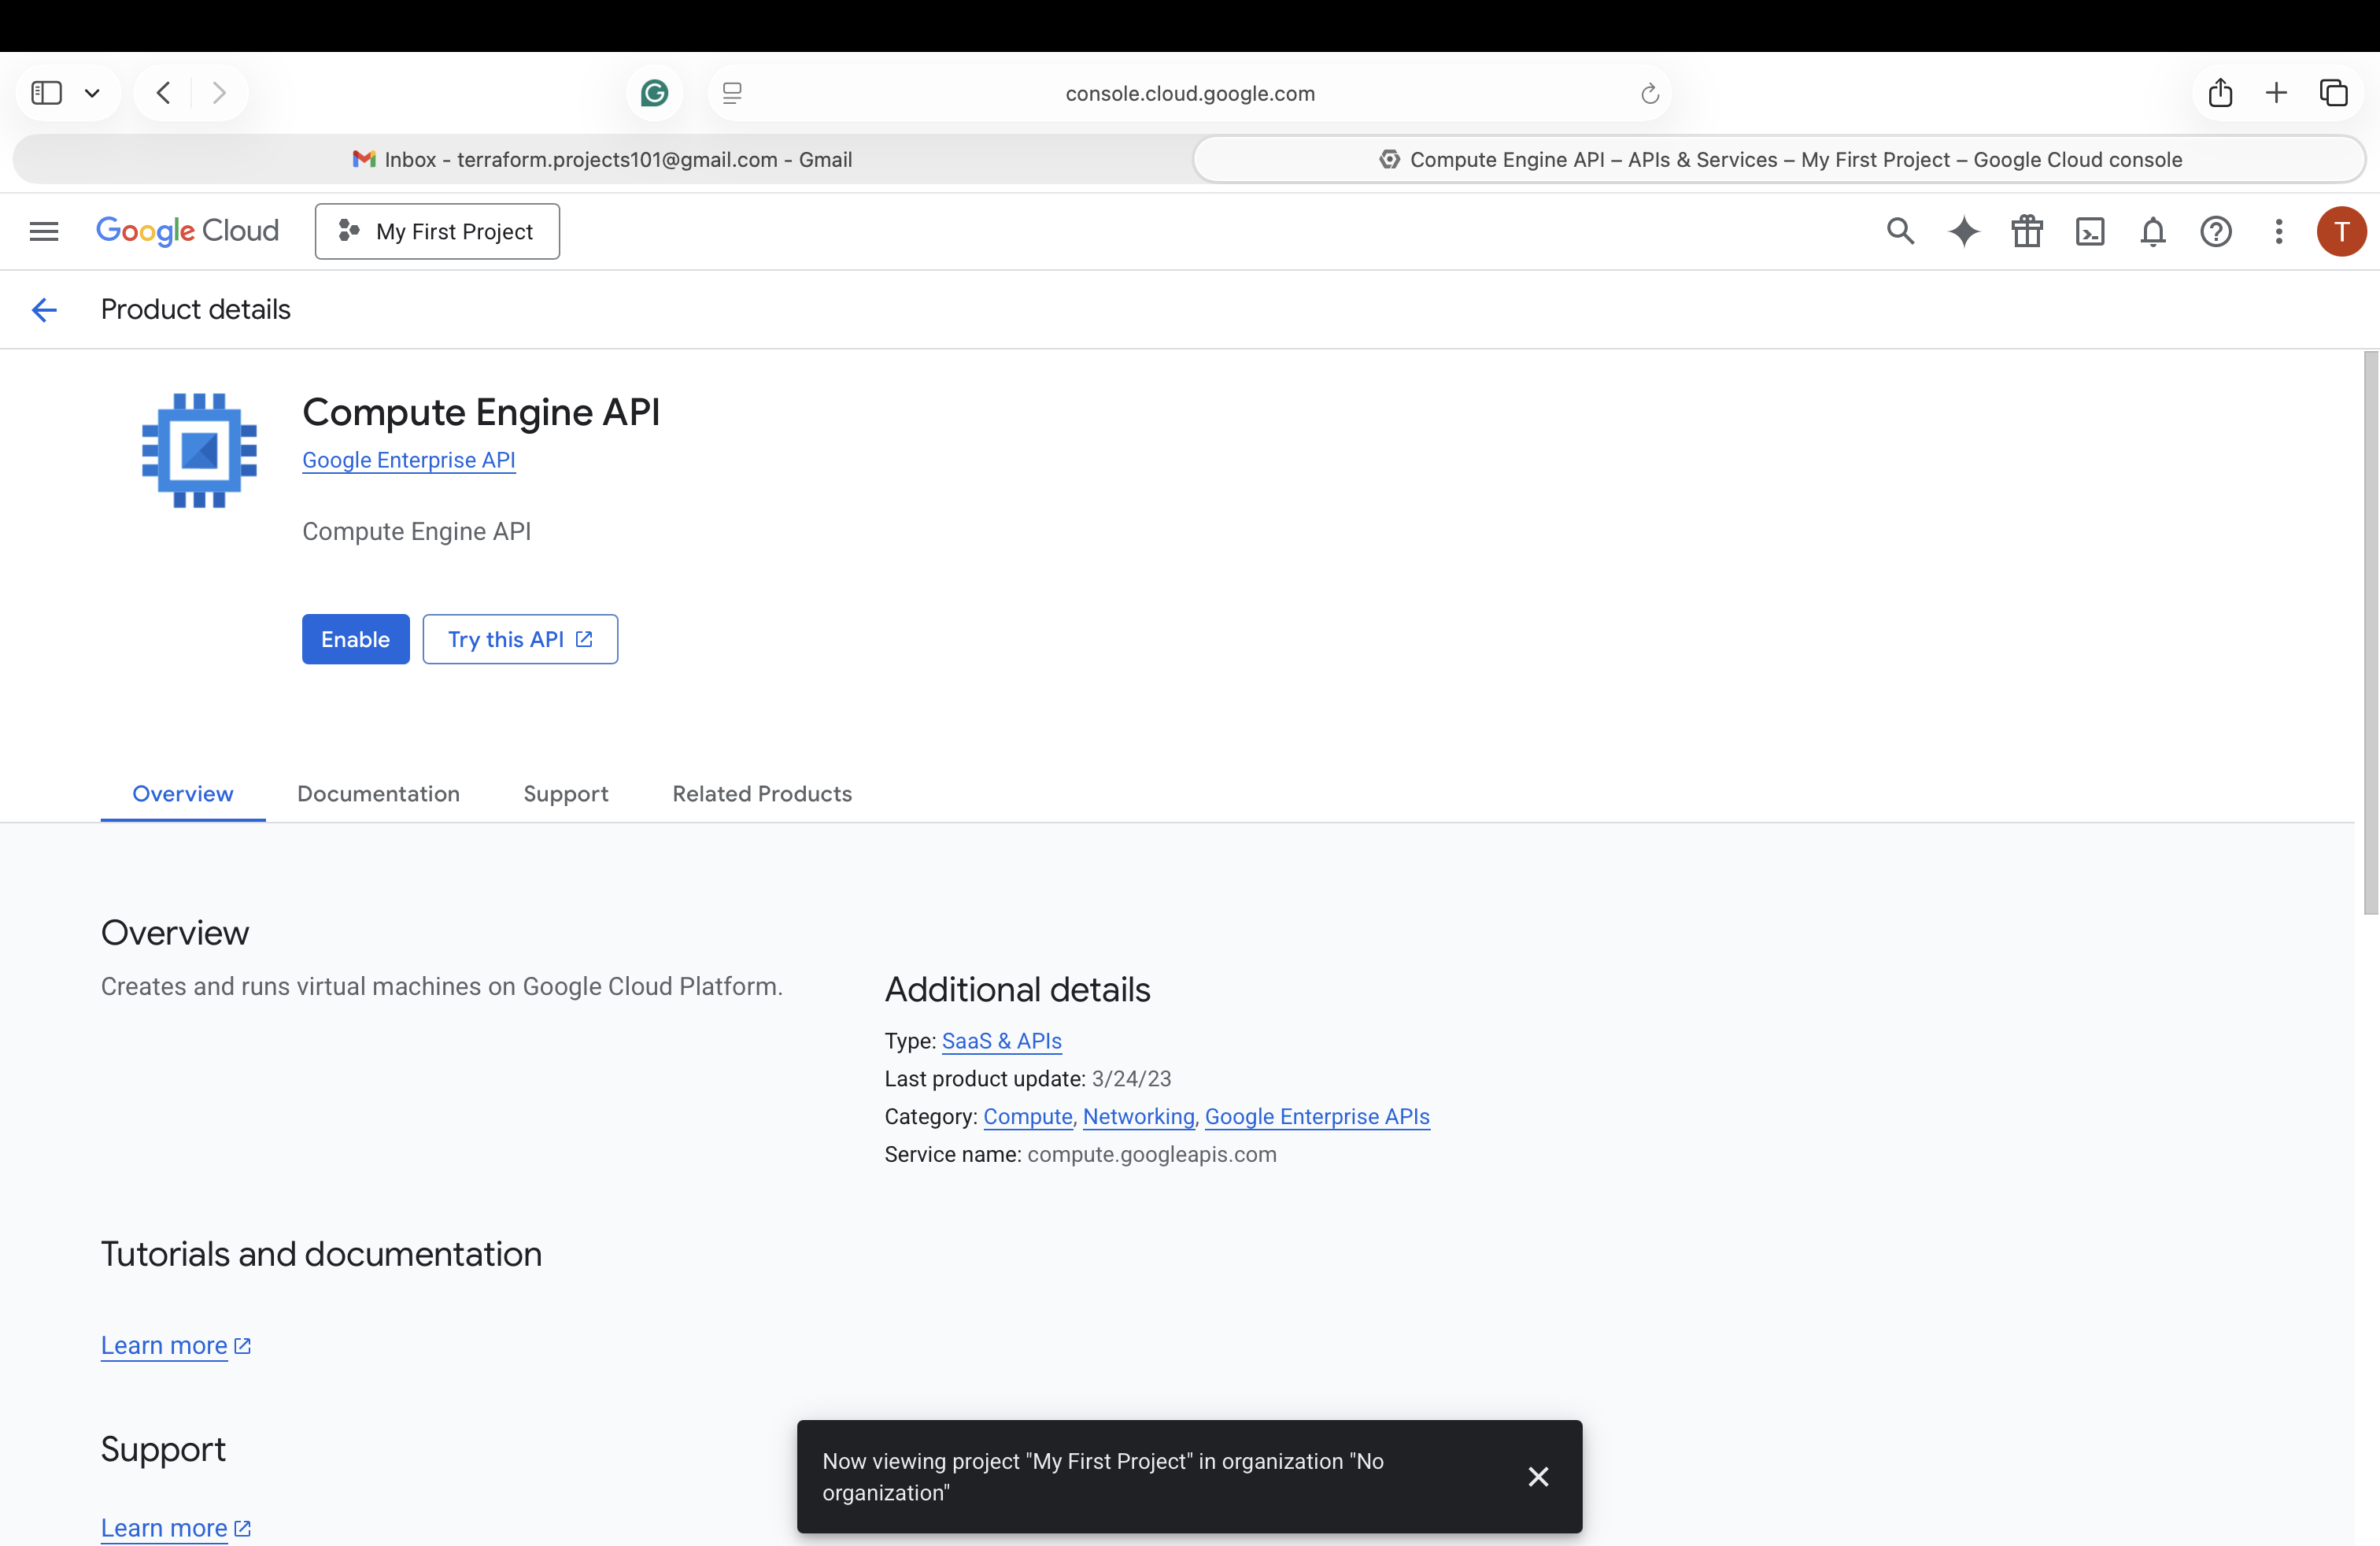 console.cloud.google.com
Inbox - terraform.projects101@gmail.com - Gmail
Compute Engine API – APIs & Services – My First Project – Google Cloud console
Google Cloud
My First Project
T
Product details
Compute Engine API
Google Enterprise API
Compute Engine API
Enable
Try this API
Overview
Documentation
Support
Related Products
Overview
Creates and runs virtual machines on Google Cloud Platform.
Additional details
Type: SaaS & APIs
Last product update: 3/24/23
Category: Compute, Networking, Google Enterprise APIs
Service name: compute.googleapis.com
Tutorials and documentation
Learn more
Support
Learn more
Now viewing project "My First Project" in organization "No
organization"